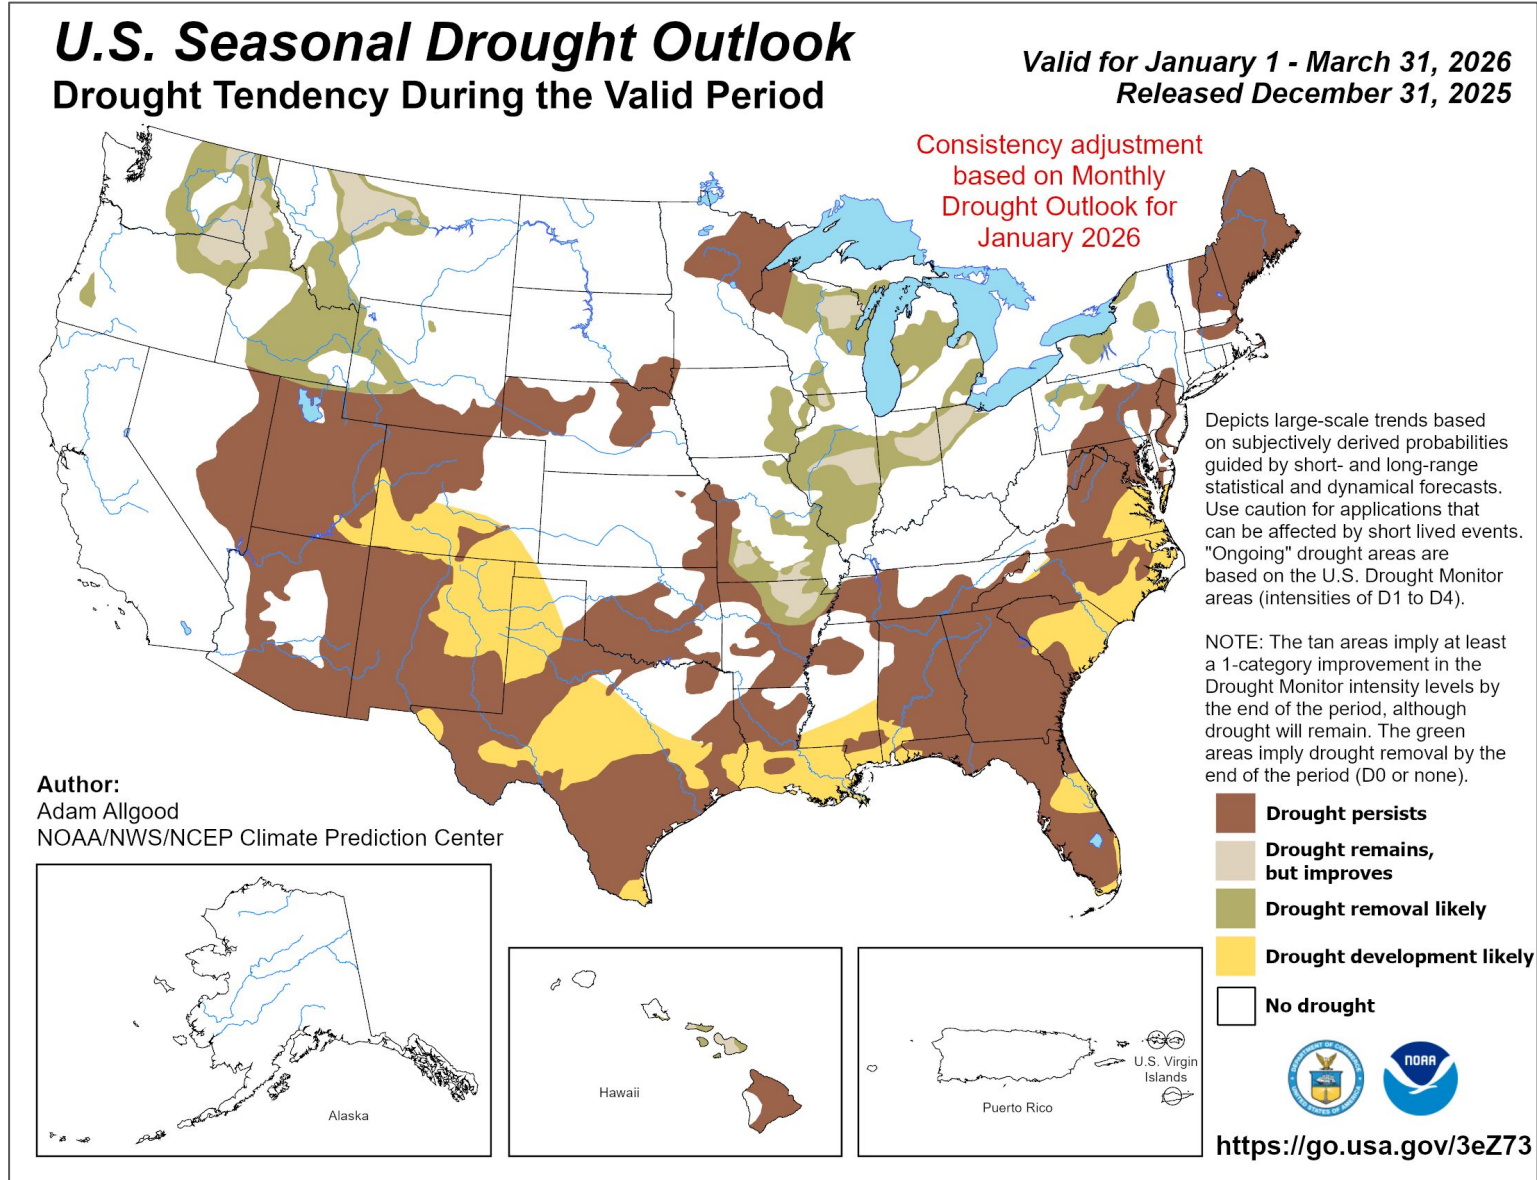 U.S. Seasonal Drought Outlook
Drought Tendency During the Valid Period
Valid for January 1 - March 31, 2026
Released December 31, 2025
Consistency adjustment
based on Monthly
Drought Outlook for
January 2026
Depicts large-scale trends based
on subjectively derived probabilities
guided by short- and long-range
statistical and dynamical forecasts.
Use caution for applications that
can be affected by short lived events.
"Ongoing" drought areas are
based on the U.S. Drought Monitor
areas (intensities of D1 to D4).
NOTE: The tan areas imply at least
a 1-category improvement in the
Drought Monitor intensity levels by
the end of the period, although
drought will remain. The green
areas imply drought removal by the
end of the period (D0 or none).
Author:
Adam Allgood
NOAA/NWS/NCEP Climate Prediction Center
Drought persists
Drought remains,
but improves
Drought removal likely
Drought development likely
No drought
Alaska
Hawaii
Puerto Rico
U.S. Virgin
Islands
DEPARTMENT OF COMMERCE
UNITED STATES OF AMERICA
NOAA
https://go.usa.gov/3eZ73